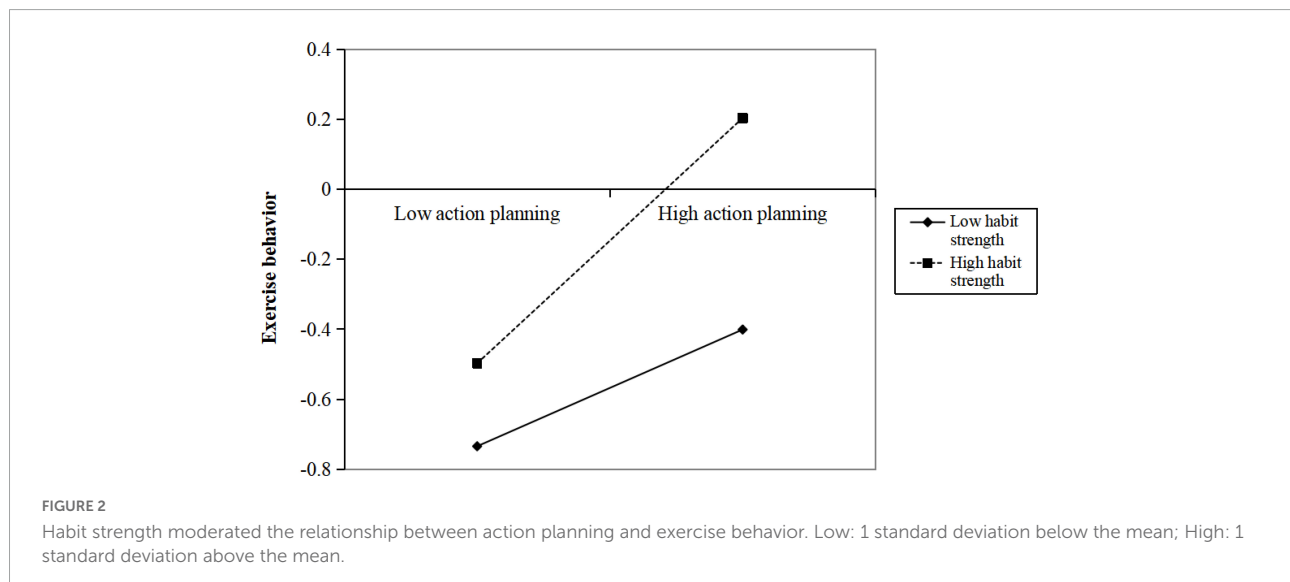 0.4
0.2
0
-0.2
-0.4
-0.6
-0.8
Exercise behavior
Low action planning
High action planning
Low habit
strength
High habit
strength
FIGURE 2
Habit strength moderated the relationship between action planning and exercise behavior. Low: 1 standard deviation below the mean; High: 1
standard deviation above the mean.